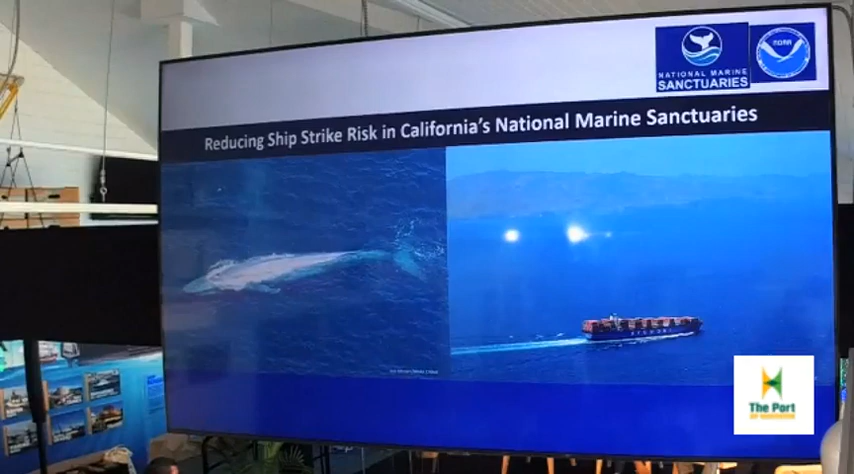 NATIONAL MARINE
SANCTUARIES
NOAA
Reducing Ship Strike Risk in California's National Marine Sanctuaries
The Port